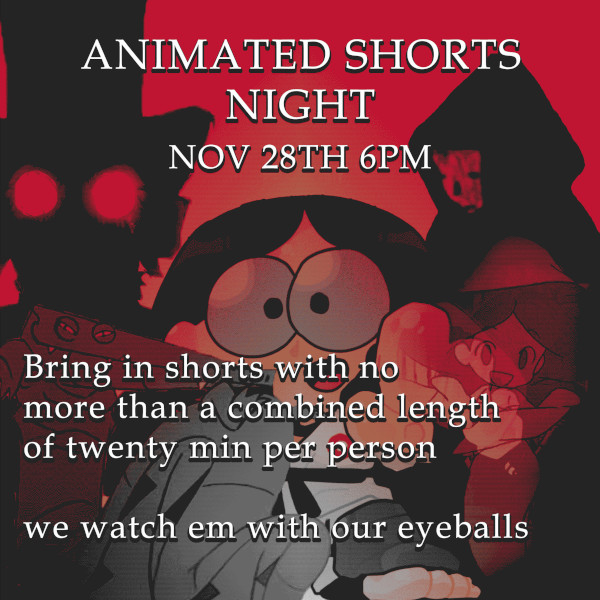 ANIMATED SHORTS
NIGHT
NOV 28TH 6PM
Bring in shorts with no
more than a combined length
of twenty min per person
we watch em with our eyeballs